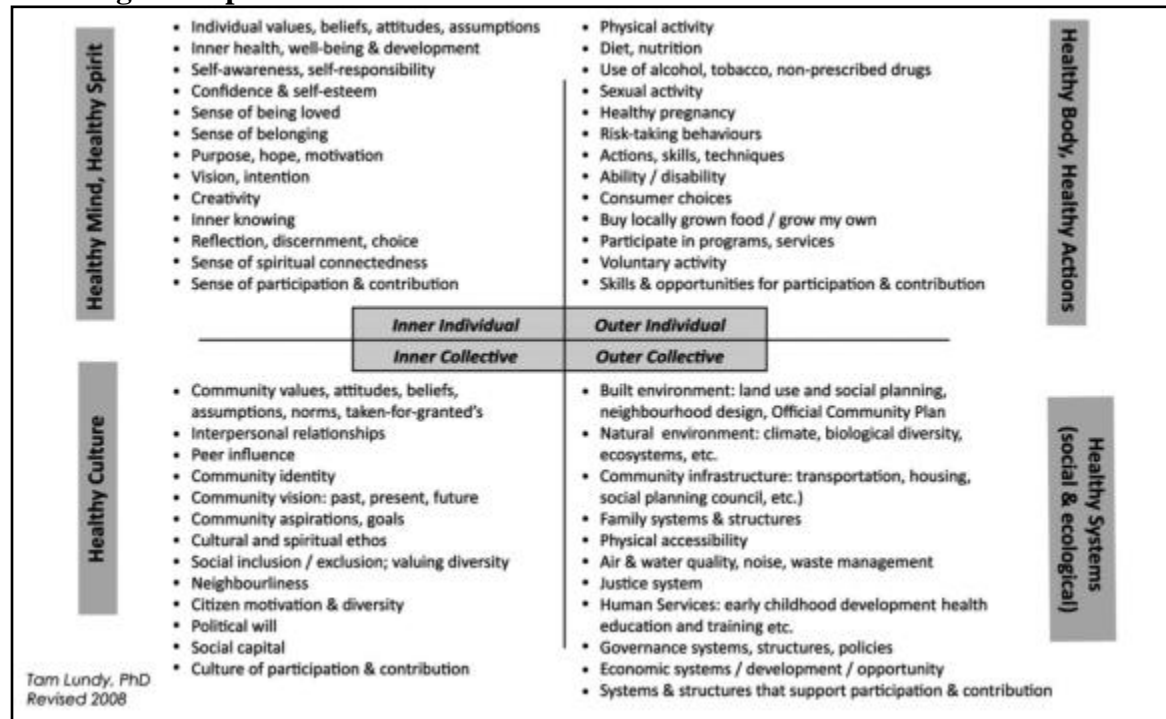 Healthy Mind, Healthy Spirit
• Individual values, beliefs, attitudes, assumptions
• Inner health, well-being & development
• Self-awareness, self-responsibility
• Confidence & self-esteem
• Sense of being loved
• Sense of belonging
• Purpose, hope, motivation
• Vision, intention
• Creativity
• Inner knowing
• Reflection, discernment, choice
• Sense of spiritual connectedness
• Sense of participation & contribution
• Physical activity
• Diet, nutrition
• Use of alcohol, tobacco, non-prescribed drugs
• Sexual activity
• Healthy pregnancy
• Risk-taking behaviours
• Actions, skills, techniques
• Ability / disability
• Consumer choices
• Buy locally grown food / grow my own
• Participate in programs, services
• Voluntary activity
• Skills & opportunities for participation & contribution
Healthy Body, Healthy Actions
Inner Individual
Outer Individual
Inner Collective
Outer Collective
Healthy Culture
• Community values, attitudes, beliefs,
assumptions, norms, taken-for-granted's
• Interpersonal relationships
• Peer influence
• Community identity
• Community vision: past, present, future
• Community aspirations, goals
• Cultural and spiritual ethos
• Social inclusion / exclusion; valuing diversity
• Neighbourliness
• Citizen motivation & diversity
• Political will
• Social capital
• Culture of participation & contribution
• Built environment: land use and social planning,
neighbourhood design, Official Community Plan
• Natural environment: climate, biological diversity,
ecosystems, etc.
• Community infrastructure: transportation, housing,
social planning council, etc.)
• Family systems & structures
• Physical accessibility
• Air & water quality, noise, waste management
• Justice system
• Human Services: early childhood development health
education and training etc.
• Governance systems, structures, policies
• Economic systems / development / opportunity
• Systems & structures that support participation & contribution
Healthy Systems
(social & ecological)
Tam Lundy, PhD
Revised 2008